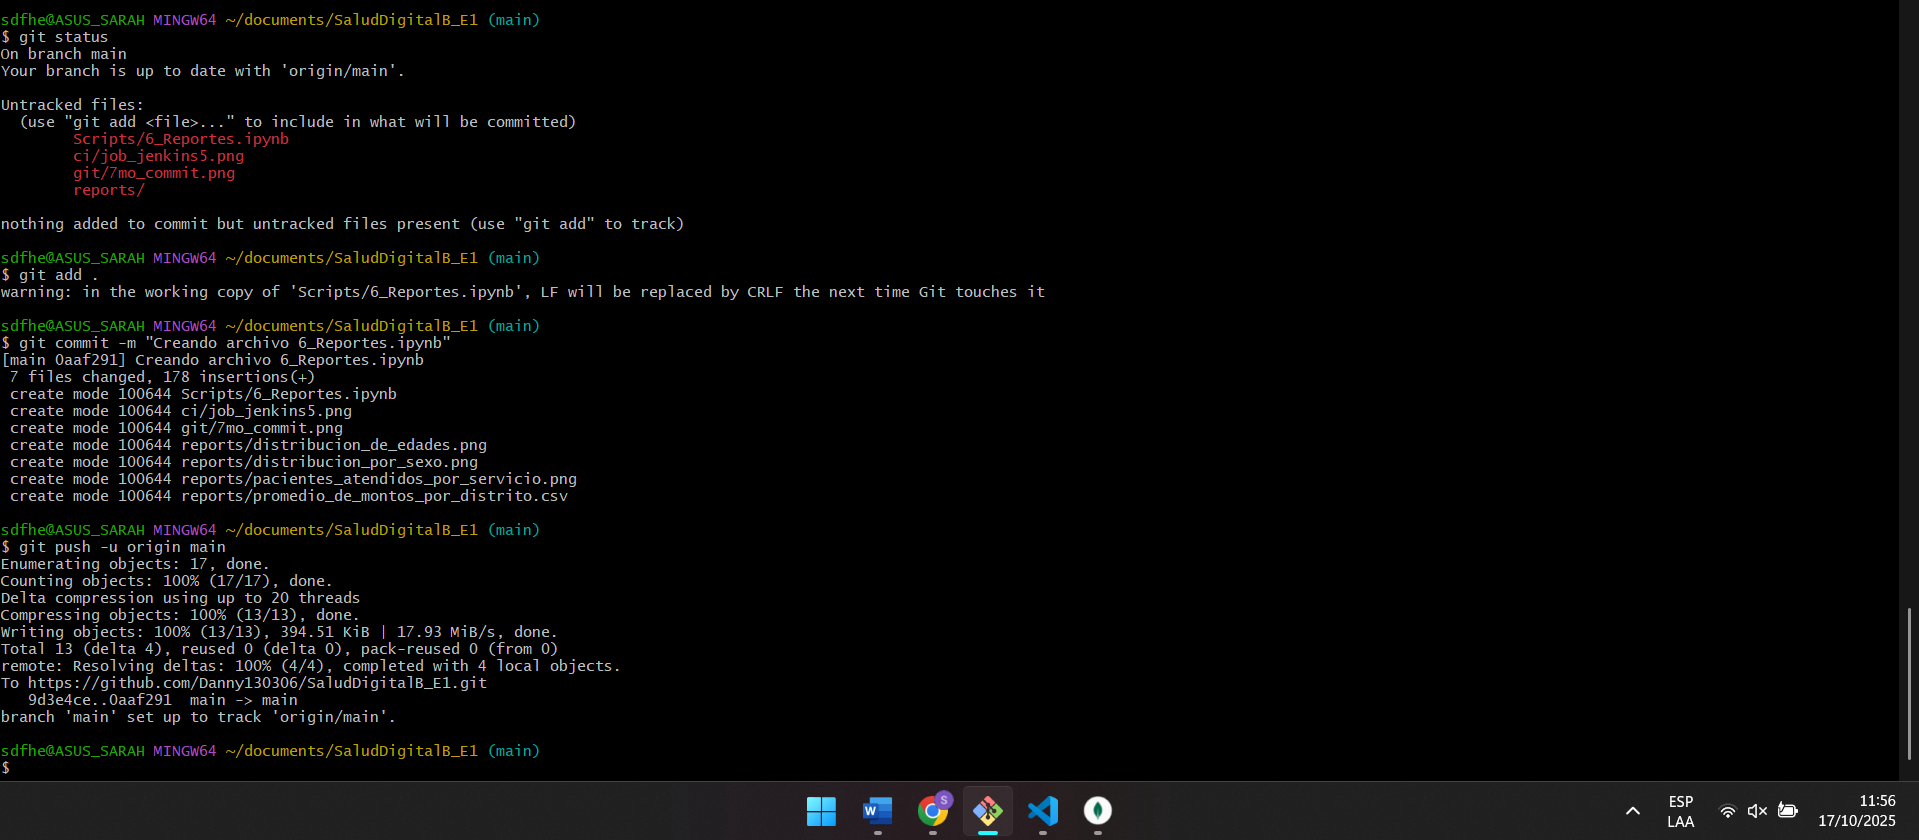 sdfhe@ASUS_SARAH MINGW64 ~/documents/SaludDigitalB_E1 (main)
$ git status
On branch main
Your branch is up to date with 'origin/main'.
Untracked files:
(use "git add <file>..." to include in what will be committed)
Scripts/6_Reportes.ipynb
ci/job_jenkins5.png
git/7mo_commit.png
reports/
nothing added to commit but untracked files present (use "git add" to track)
sdfhe@ASUS_SARAH MINGW64 ~/documents/SaludDigitalB_E1 (main)
$ git add .
warning: in the working copy of 'Scripts/6_Reportes.ipynb', LF will be replaced by CRLF the next time Git touches it
sdfhe@ASUS_SARAH MINGW64 ~/documents/SaludDigitalB_E1 (main)
$ git commit -m "Creando archivo 6_Reportes.ipynb"
[main 0aaf291] Creando archivo 6_Reportes.ipynb
7 files changed, 178 insertions(+)
create mode 100644 Scripts/6_Reportes.ipynb
create mode 100644 ci/job_jenkins5.png
create mode 100644 git/7mo_commit.png
create mode 100644 reports/distribucion_de_edades.png
create mode 100644 reports/distribucion_por_sexo.png
create mode 100644 reports/pacientes_atendidos_por_servicio.png
create mode 100644 reports/promedio_de_montos_por_distrito.csv
sdfhe@ASUS_SARAH MINGW64 ~/documents/SaludDigitalB_E1 (main)
$ git push -u origin main
Enumerating objects: 17, done.
Counting objects: 100% (17/17), done.
Delta compression using up to 20 threads
Compressing objects: 100% (13/13), done.
Writing objects: 100% (13/13), 394.51 KiB | 17.93 MiB/s, done.
Total 13 (delta 4), reused 0 (delta 0), pack-reused 0 (from 0)
remote: Resolving deltas: 100% (4/4), completed with 4 local objects.
To https://github.com/Danny130306/SaludDigitalB_E1.git
9d3e4ce..0aaf291  main -> main
branch 'main' set up to track 'origin/main'.
sdfhe@ASUS_SARAH MINGW64 ~/documents/SaludDigitalB_E1 (main)
$
W
S
ESP
LAA
11:56
17/10/2025